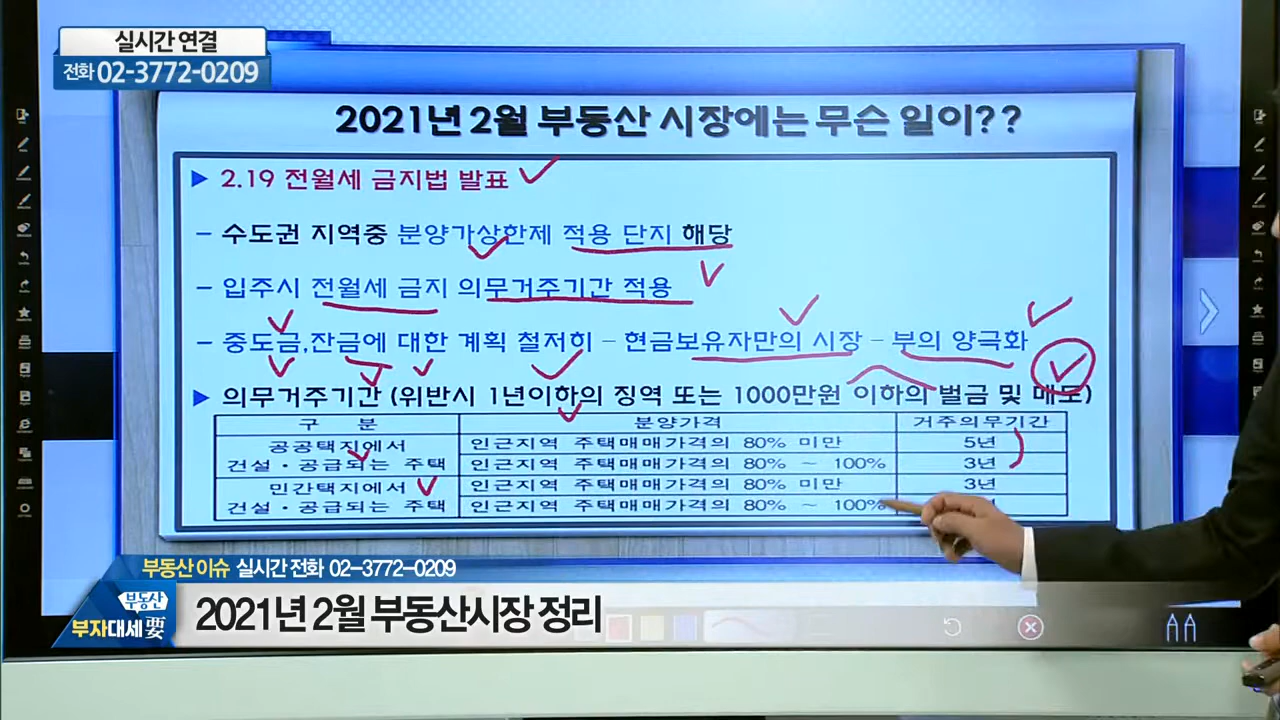 실시간 연결
전화 02-3772-0209
2021년 2월 부동산 시장에는 무슨 일이??
▶ 2.19 전월세 금지법 발표
- 수도권 지역중 분양가상한제 적용 단지 해당
- 입주시 전월세 금지 의무거주기간 적용
- 중도금,잔금에 대한 계획 철저히 - 현금보유자만의 시장 - 부의 양극화
▶ 의무거주기간 (위반시 1년이하의 징역 또는 1000만원 이하의 벌금 및 매도)
구 분 분양가격 거주의무기간
공공택지에서 인근지역 주택매매가격의 80% 미만 5년
건설·공급되는 주택 인근지역 주택매매가격의 80% ~ 100% 3년
민간택지에서 인근지역 주택매매가격의 80% 미만 3년
건설·공급되는 주택 인근지역 주택매매가격의 80% ~ 100%
부동산 이슈 실시간 전화 02-3772-0209
부동산
부자대세 要
2021년 2월 부동산시장 정리